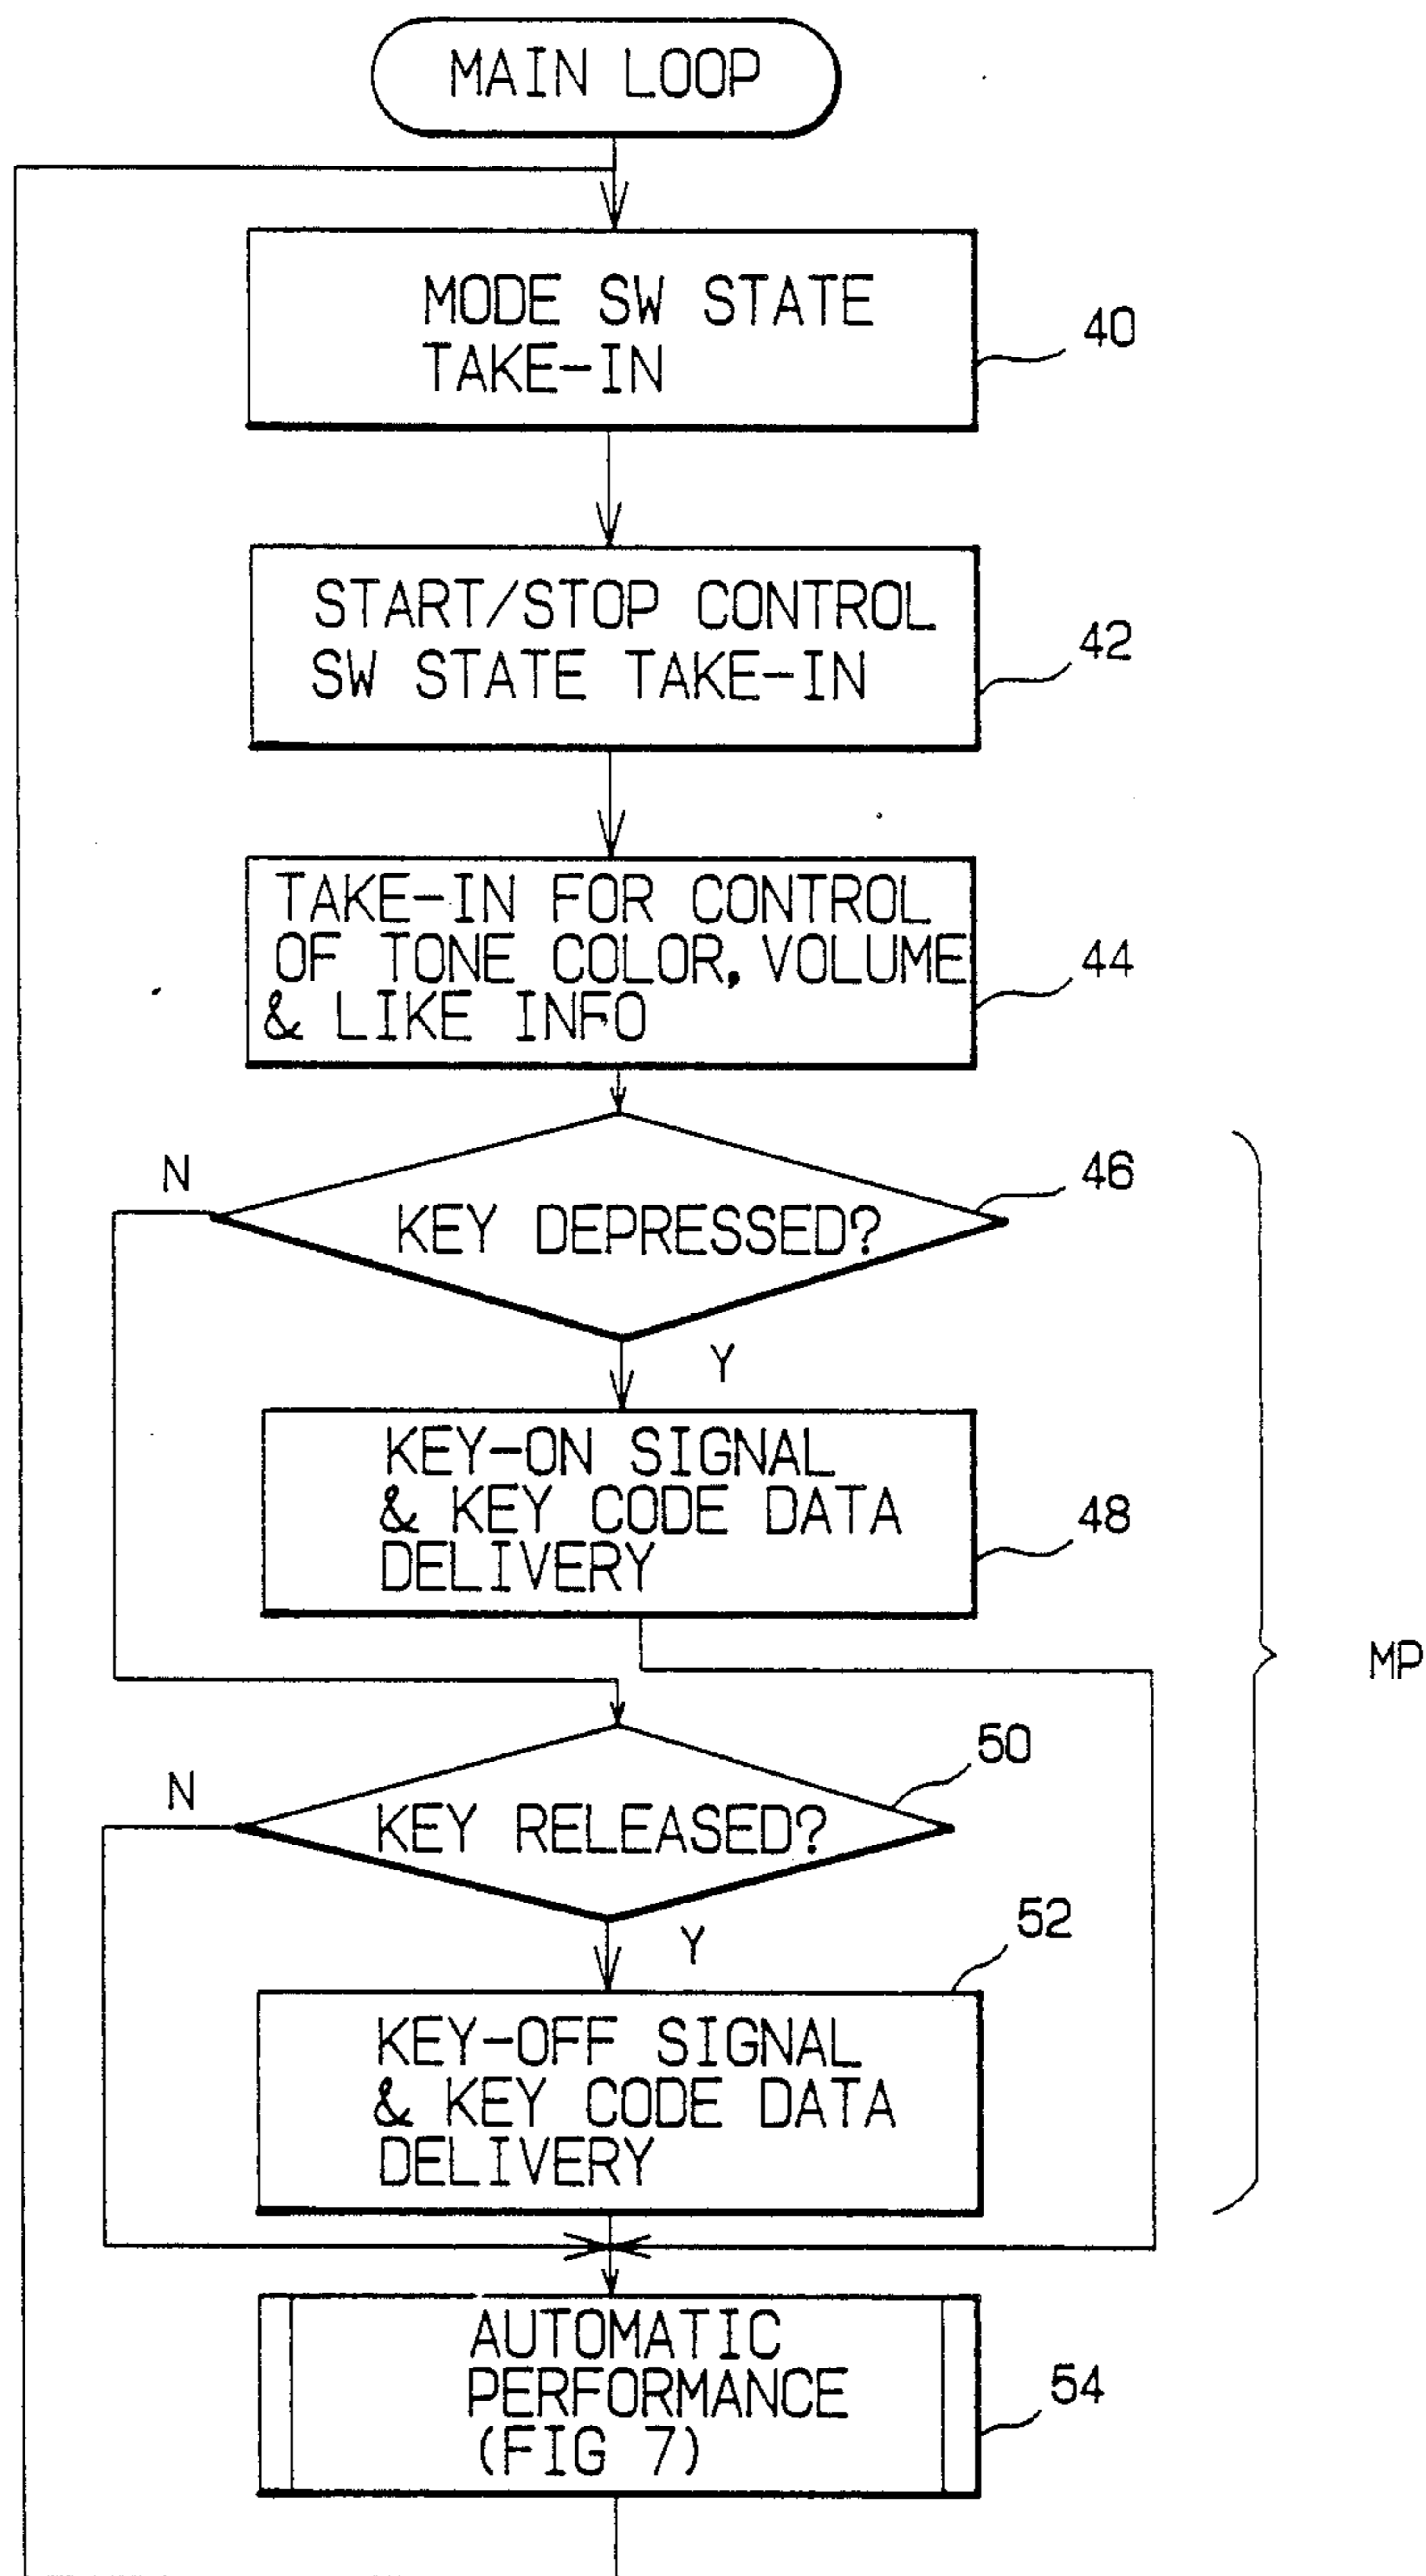 MAIN LOOP
MODE SW STATE
TAKE-IN
40
START/STOP CONTROL
SW STATE TAKE-IN
42
TAKE-IN FOR CONTROL
OF TONE COLOR, VOLUME
& LIKE INFO
44
N
KEY DEPRESSED?
46
Y
KEY-ON SIGNAL
& KEY CODE DATA
DELIVERY
48
MP
N
KEY RELEASED?
50
Y
52
KEY-OFF SIGNAL
& KEY CODE DATA
DELIVERY
AUTOMATIC
PERFORMANCE
(FIG 7)
54